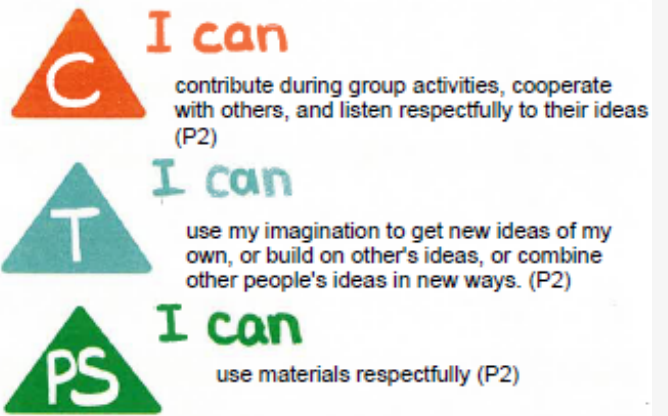 C I can
contribute during group activities, cooperate
with others, and listen respectfully to their ideas
(P2)
T I can
use my imagination to get new ideas of my
own, or build on other's ideas, or combine
other people's ideas in new ways. (P2)
PS I can
use materials respectfully (P2)